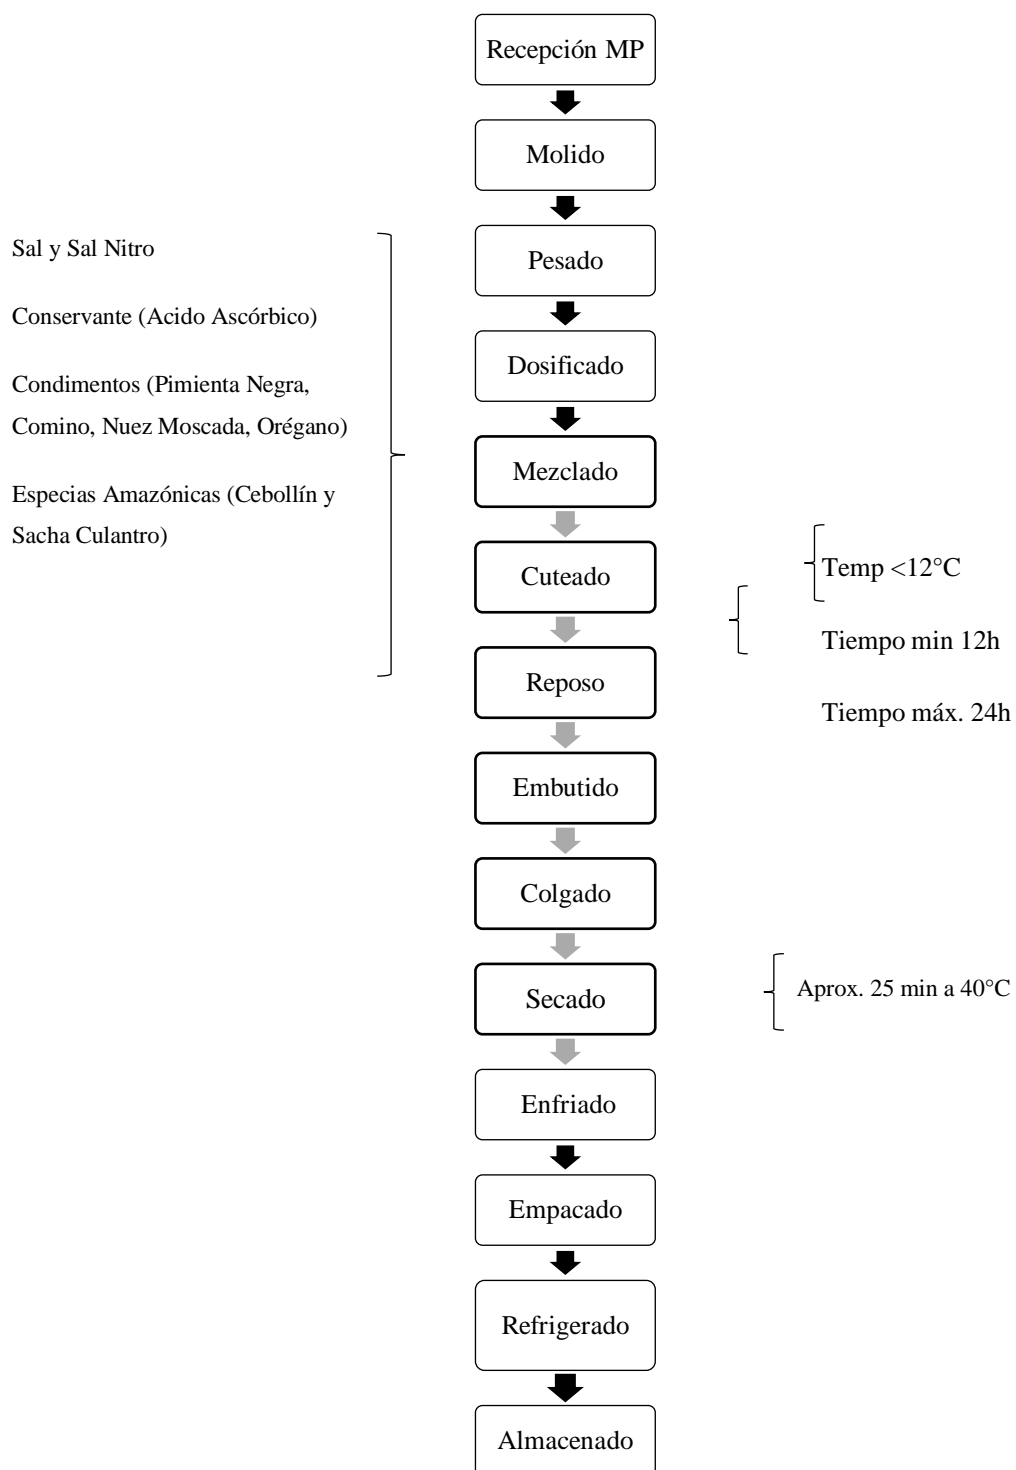 Recepción MP
Molido
Pesado
Dosificado
Mezclado
Cuteado
Reposo
Embutido
Colgado
Secado
Enfriado
Empacado
Refrigerado
Almacenado
Sal y Sal Nitro
Conservante (Acido Ascórbico)
Condimentos (Pimienta Negra,
Comino, Nuez Moscada, Orégano)
Especias Amazónicas (Cebollín y
Sacha Culantro)
Temp <12°C
Tiempo min 12h
Tiempo máx. 24h
Aprox. 25 min a 40°C